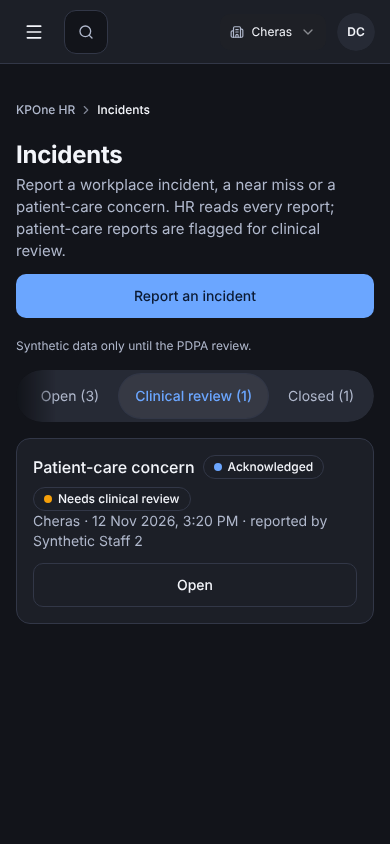 Cheras
DC
KPOne HR > Incidents
Incidents
Report a workplace incident, a near miss or a
patient-care concern. HR reads every report;
patient-care reports are flagged for clinical
review.
Report an incident
Synthetic data only until the PDPA review.
Open (3) Clinical review (1) Closed (1)
Patient-care concern Acknowledged
Needs clinical review
Cheras · 12 Nov 2026, 3:20 PM · reported by
Synthetic Staff 2
Open